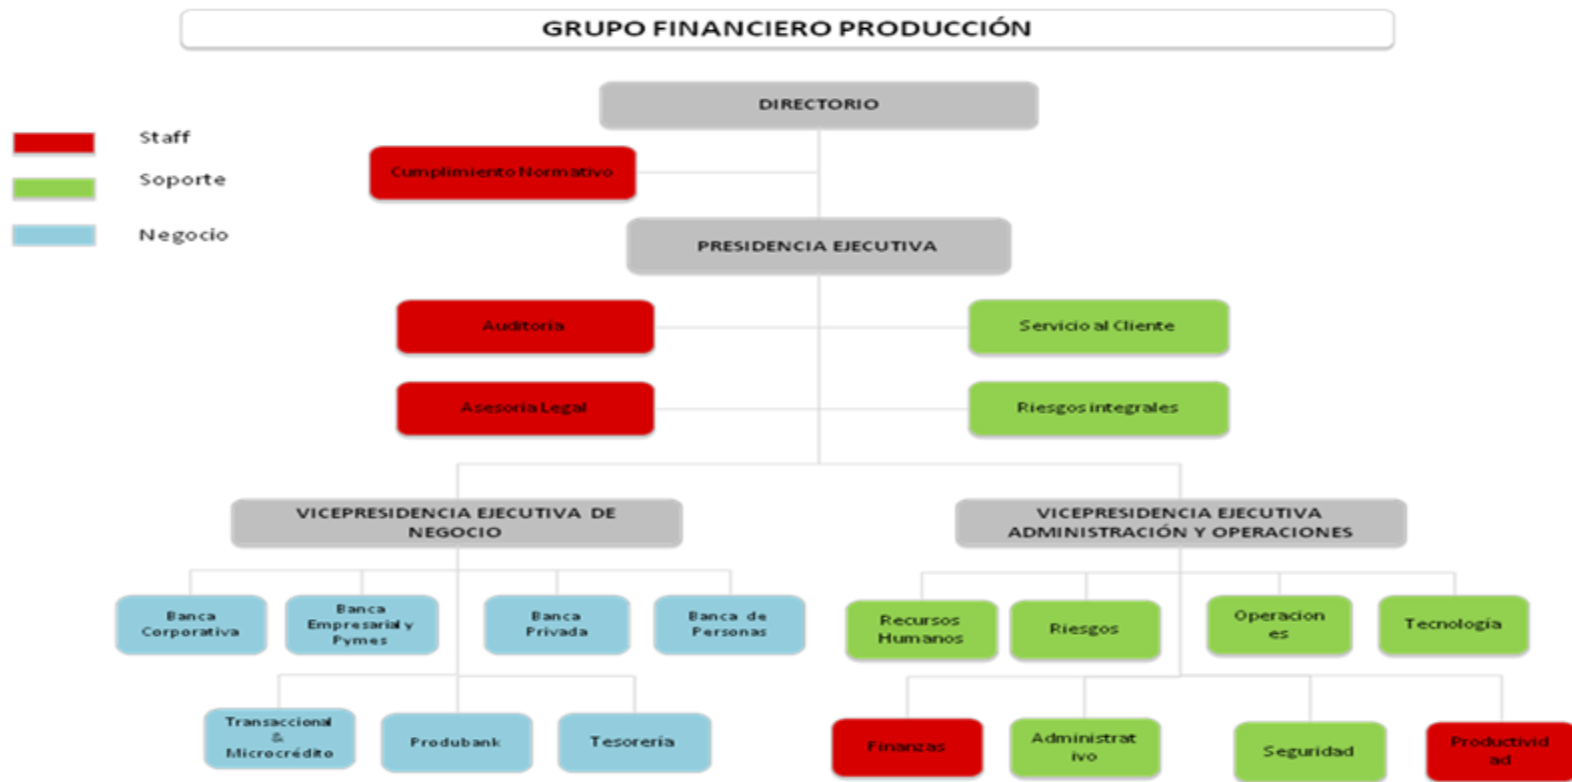 GRUPO FINANCIERO PRODUCCIÓN
DIRECTORIO
Staff
Cumplimiento Normativo
Soporte
Negocio
PRESIDENCIA EJECUTIVA
Auditoría
Servicio al Cliente
Asesoría Legal
Riesgos integrales
VICEPRESIDENCIA EJECUTIVA DE
NEGOCIO
VICEPRESIDENCIA EJECUTIVA
ADMINISTRACIÓN Y OPERACIONES
Banca
Corporativa
Banca
Empresarial y
Pymes
Banca
Privada
Banca de
Personas
Recursos
Humanos
Riesgos
Operacion
es
Tecnología
Transaccional
&
Microcrédito
Produbank
Tesorería
Finanzas
Administrat
ivo
Seguridad
Productivid
ad